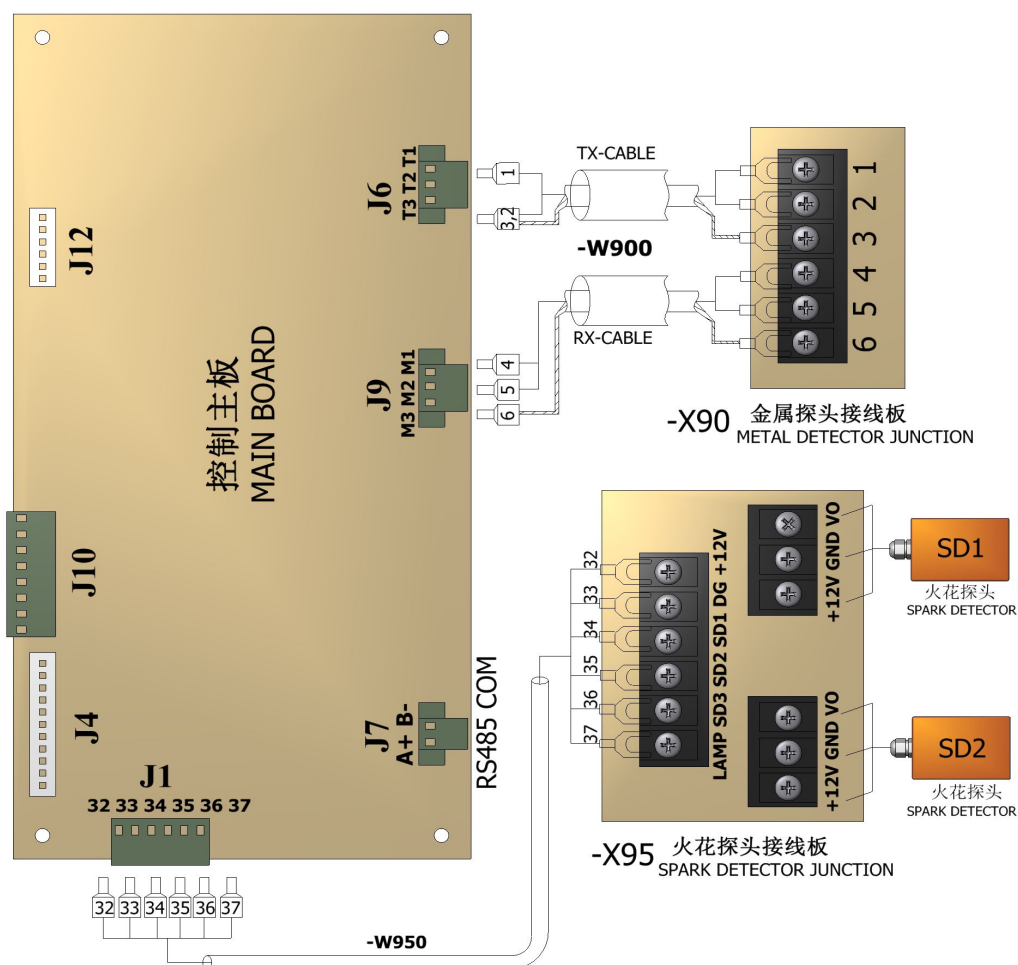 J12
控制主板
MAIN BOARD
J6
T3 T2 T1
1
3,2
TX-CABLE
-W900
RX-CABLE
J9
M3 M2 M1
4
5
6
1
2
3
4
5
6
-X90
金属探头接线板
METAL DETECTOR JUNCTION
J10
J4
J7
A+ B-
RS485 COM
J1
32 33 34 35 36 37
32 33 34 35 36 37
-W950
32
33
34
35
36
37
LAMP SD3 SD2 SD1 DG +12V
+12V GND VO
SD1
火花探头
SPARK DETECTOR
+12V GND VO
SD2
火花探头
SPARK DETECTOR
-X95
火花探头接线板
SPARK DETECTOR JUNCTION